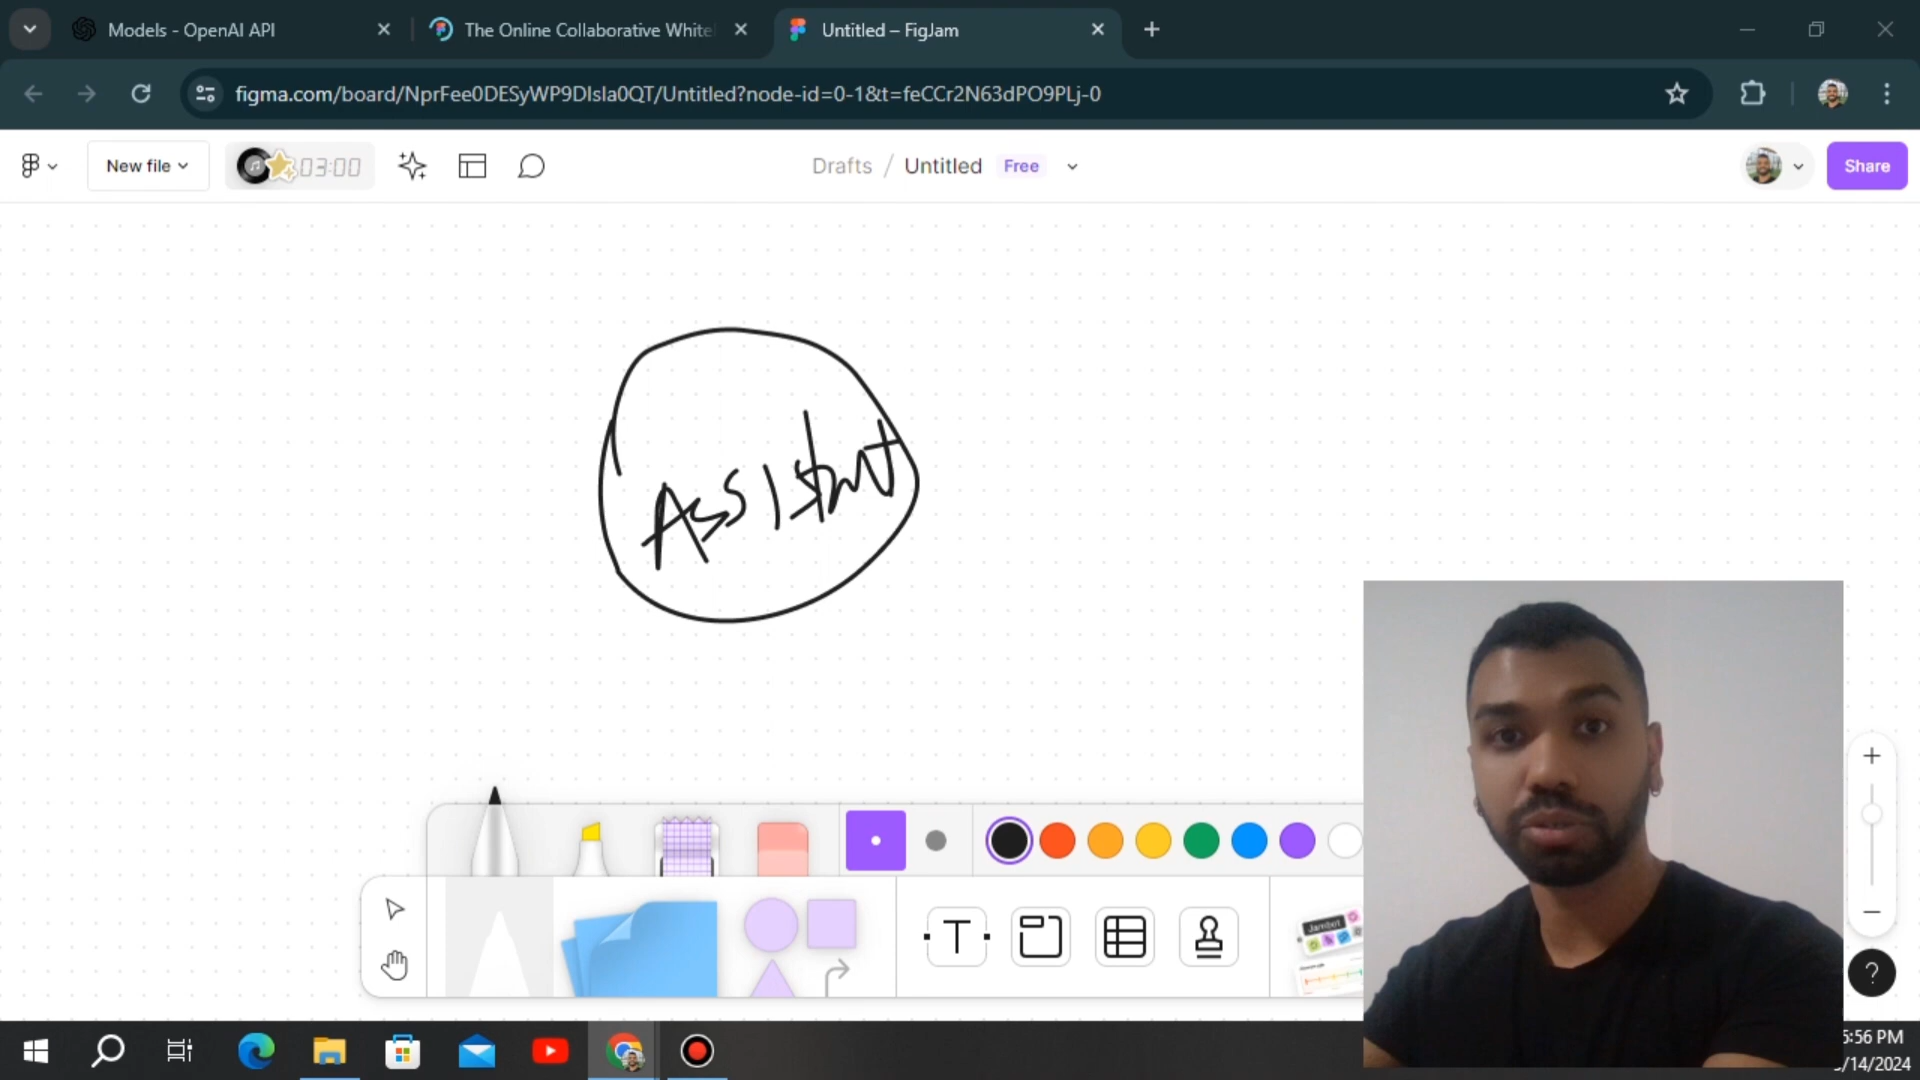 Models - OpenAI API
The Online Collaborative White
Untitled – FigJam
figma.com/board/NprFee0DESyWP9DIsla0QT/Untitled?node-id=0-1&t=feCCr2N63dPO9PLj-0
New file
03:00
Drafts / Untitled Free
Share
Assistant
T
Jambot
?
5:56 PM
/14/2024